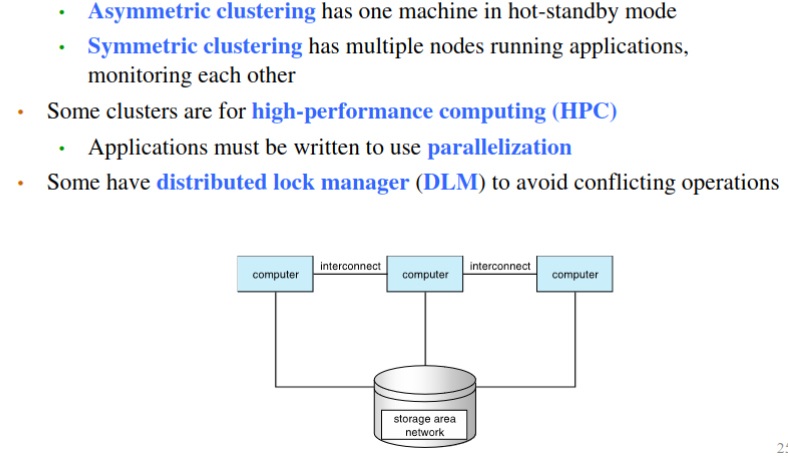 • Asymmetric clustering has one machine in hot-standby mode
• Symmetric clustering has multiple nodes running applications,
monitoring each other
• Some clusters are for high-performance computing (HPC)
• Applications must be written to use parallelization
• Some have distributed lock manager (DLM) to avoid conflicting operations
computer interconnect computer interconnect computer
storage area
network